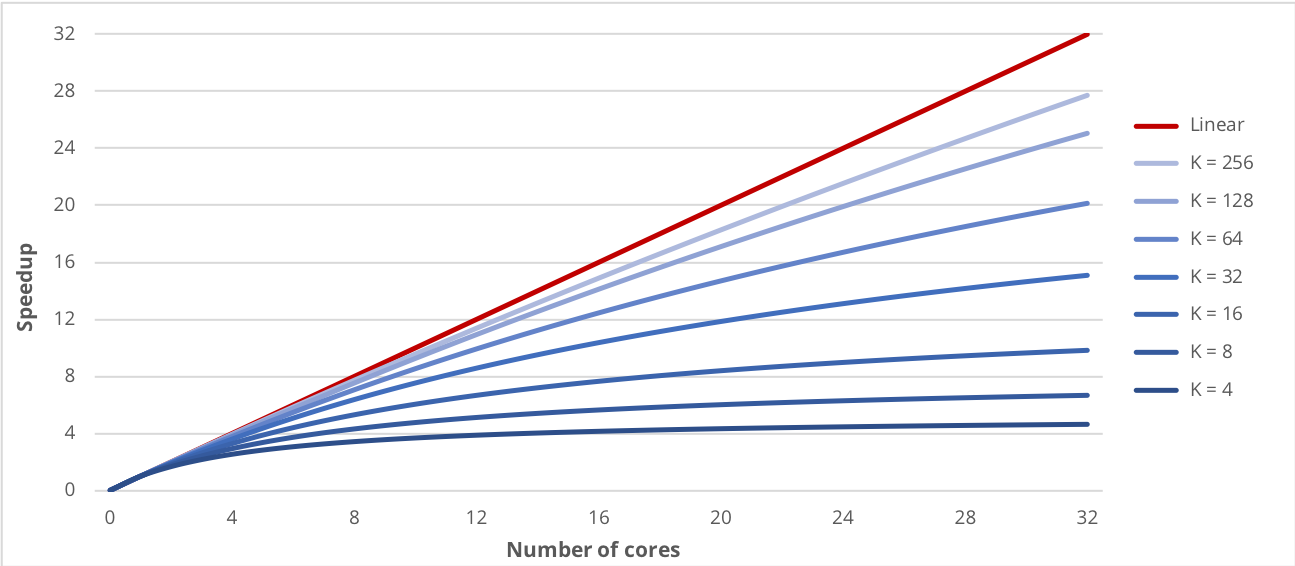 32
28
24
20
16
12
8
4
0
Speedup
0 4 8 12 16 20 24 28 32
Number of cores
Linear
K = 256
K = 128
K = 64
K = 32
K = 16
K = 8
K = 4